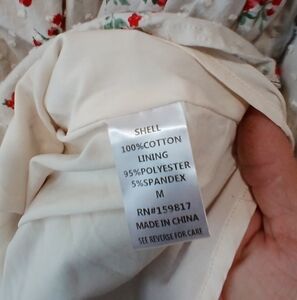 SHELL
100%COTTON
LINING
95%POLYESTER
5%SPANDEX
M
RN#159817
MADE IN CHINA
SEE REVERSE FOR CARE